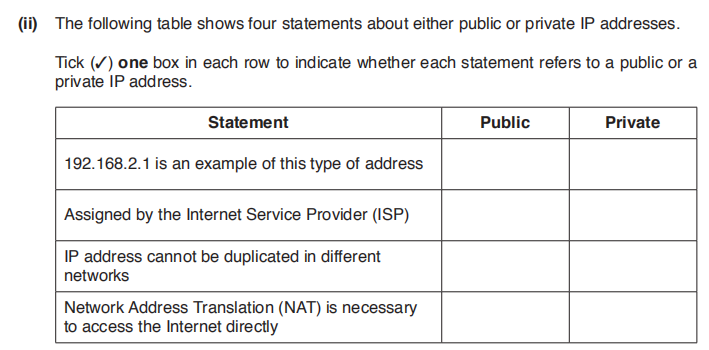 (ii) The following table shows four statements about either public or private IP addresses.
Tick (✓) one box in each row to indicate whether each statement refers to a public or a
private IP address.
Statement Public Private
192.168.2.1 is an example of this type of address
Assigned by the Internet Service Provider (ISP)
IP address cannot be duplicated in different
networks
Network Address Translation (NAT) is necessary
to access the Internet directly